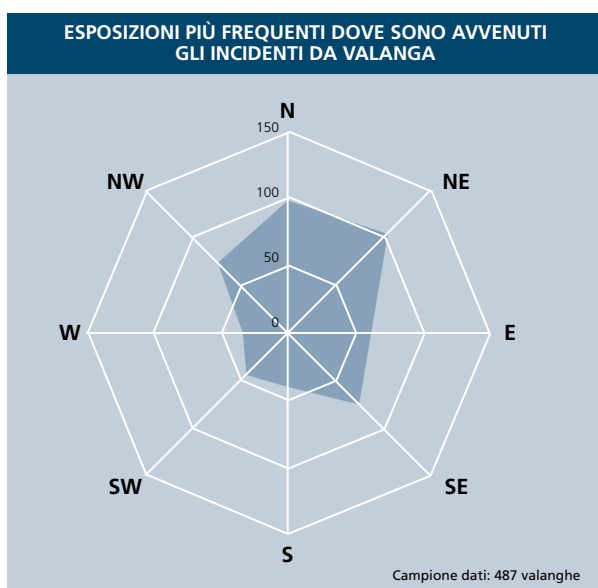 ESPOSIZIONI PIÙ FREQUENTI DOVE SONO AVVENUTI
GLI INCIDENTI DA VALANGA
N
150
NW
NE
100
50
0
W
E
SW
SE
S
Campione dati: 487 valanghe